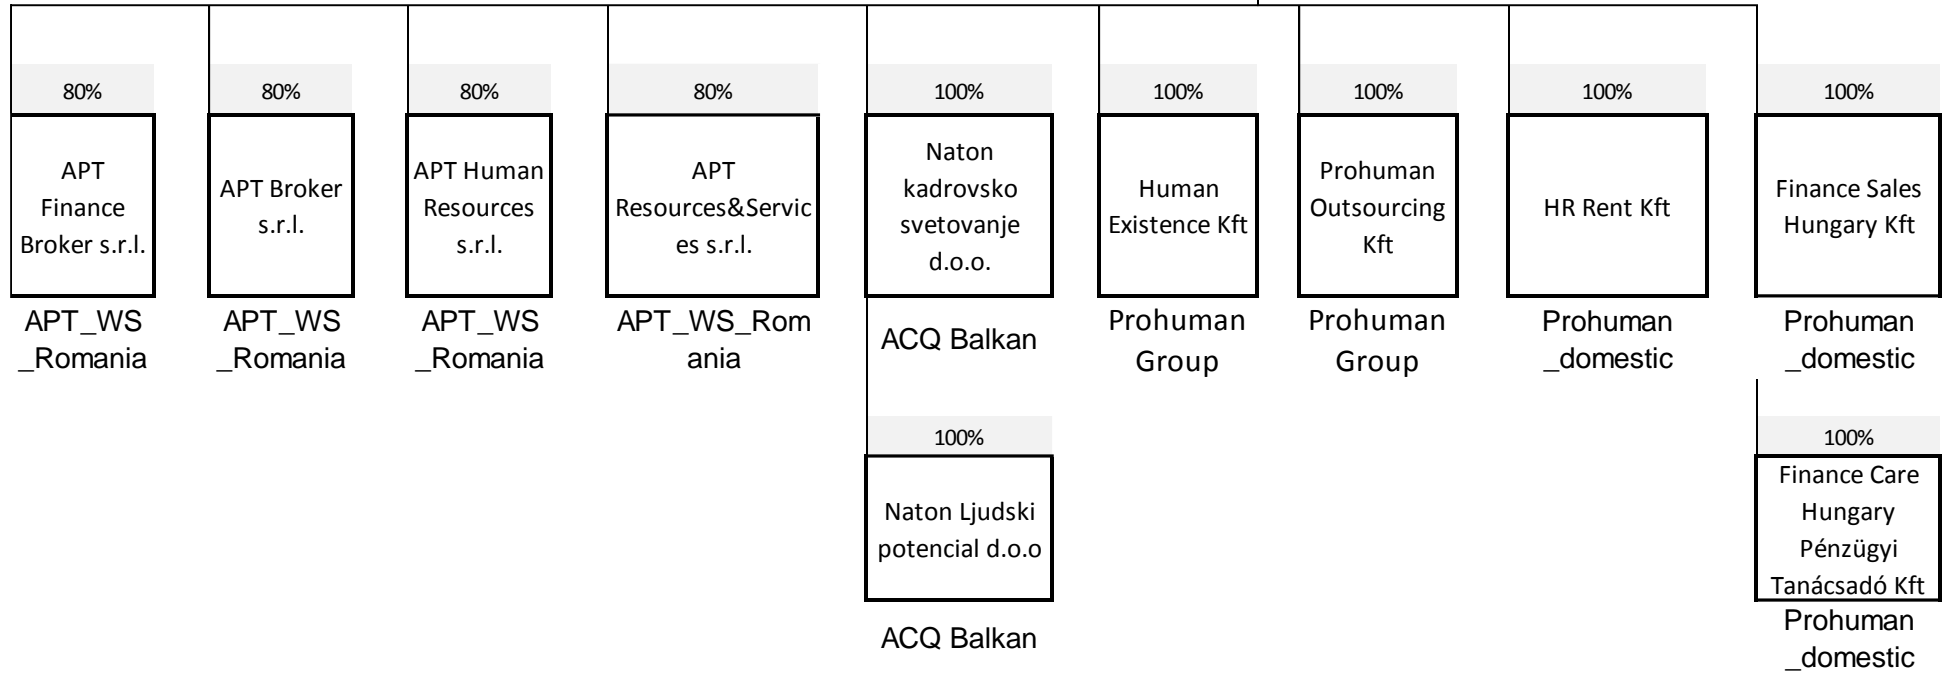 80%
80%
80%
80%
100%
100%
100%
100%
100%
APT
Finance
Broker s.r.l.
APT Broker
s.r.l.
APT Human
Resources
s.r.l.
APT
Resources&Servic
es s.r.l.
Naton
kadrovsko
svetovanje
d.o.o.
Human
Existence Kft
Prohuman
Outsourcing
Kft
HR Rent Kft
Finance Sales
Hungary Kft
APT_WS
_Romania
APT_WS
_Romania
APT_WS
_Romania
APT_WS_Rom
ania
ACQ Balkan
Prohuman
Group
Prohuman
Group
Prohuman
_domestic
Prohuman
_domestic
100%
100%
Naton Ljudski
potencial d.o.o
Finance Care
Hungary
Pénzügyi
Tanácsadó Kft
ACQ Balkan
Prohuman
_domestic